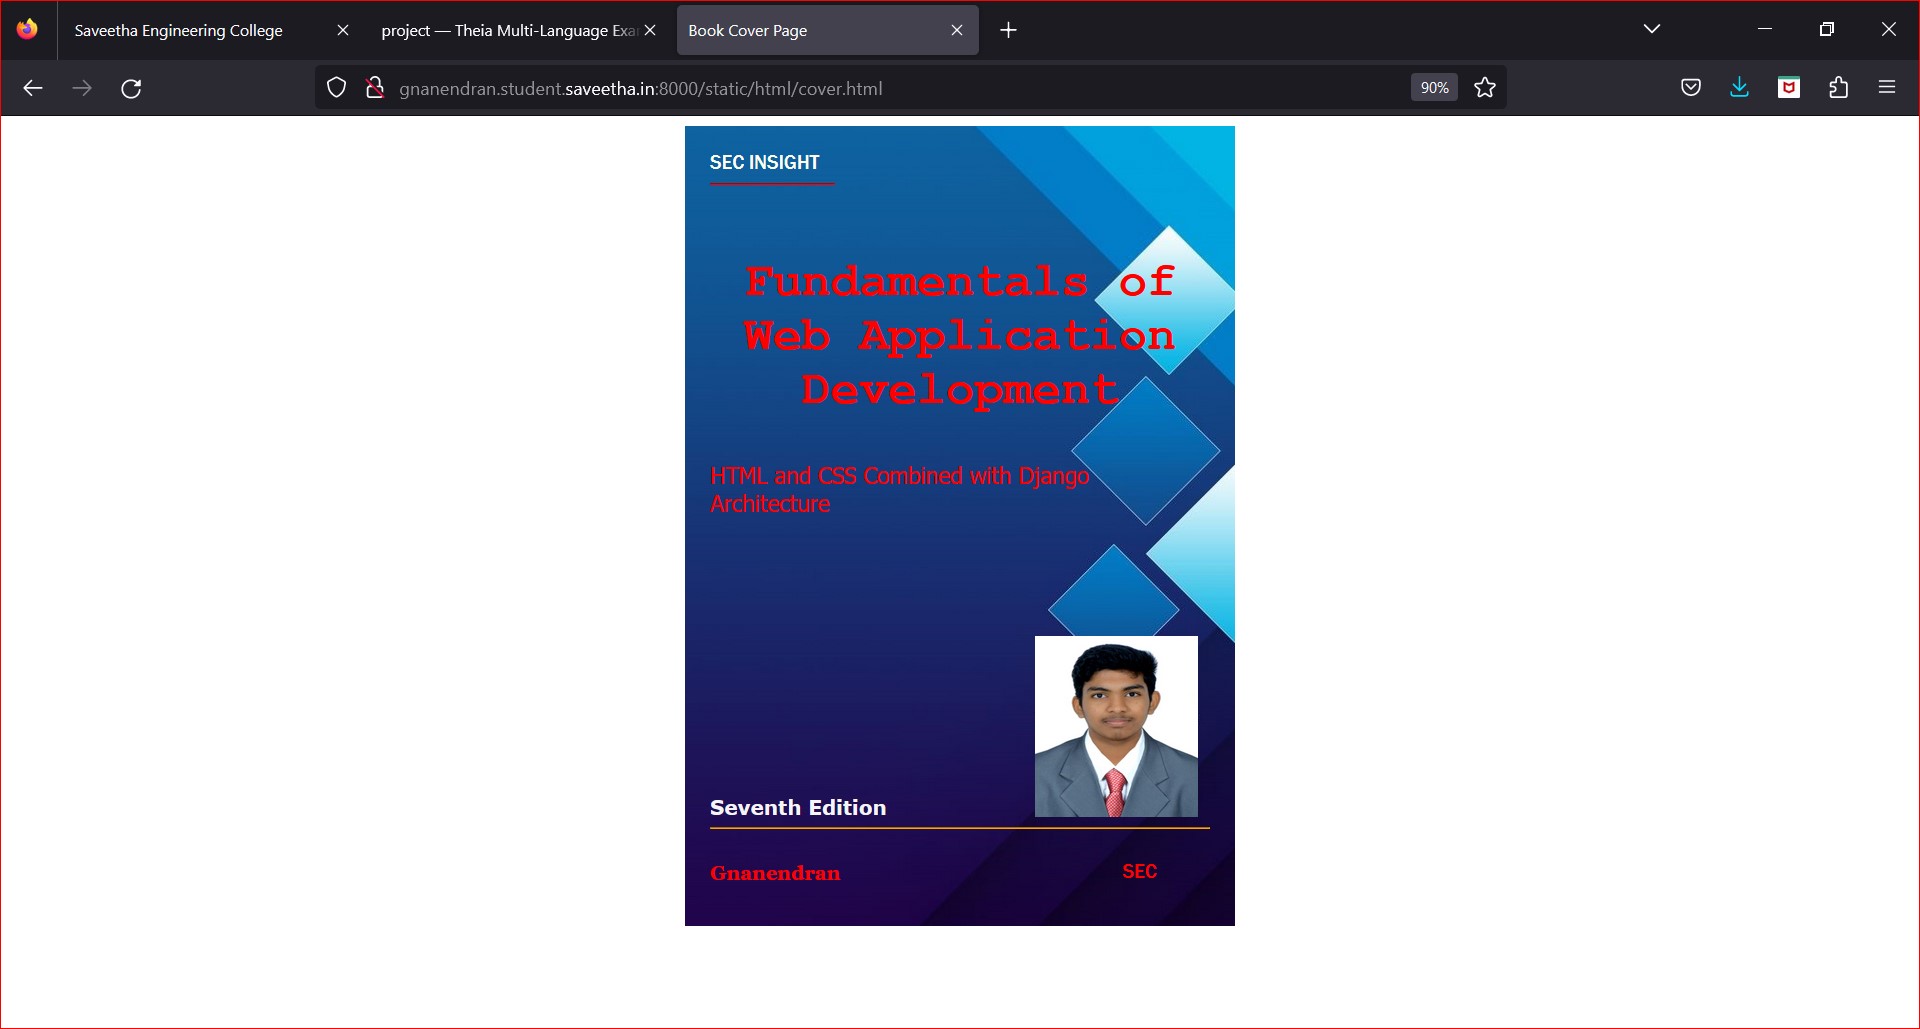 Saveetha Engineering College
project — Theia Multi-Language Exa
Book Cover Page
gnanendran.student.saveetha.in:8000/static/html/cover.html
90%
SEC INSIGHT
Fundamentals of
Web Application
Development
HTML and CSS Combined with Django
Architecture
Seventh Edition
Gnanendran
SEC